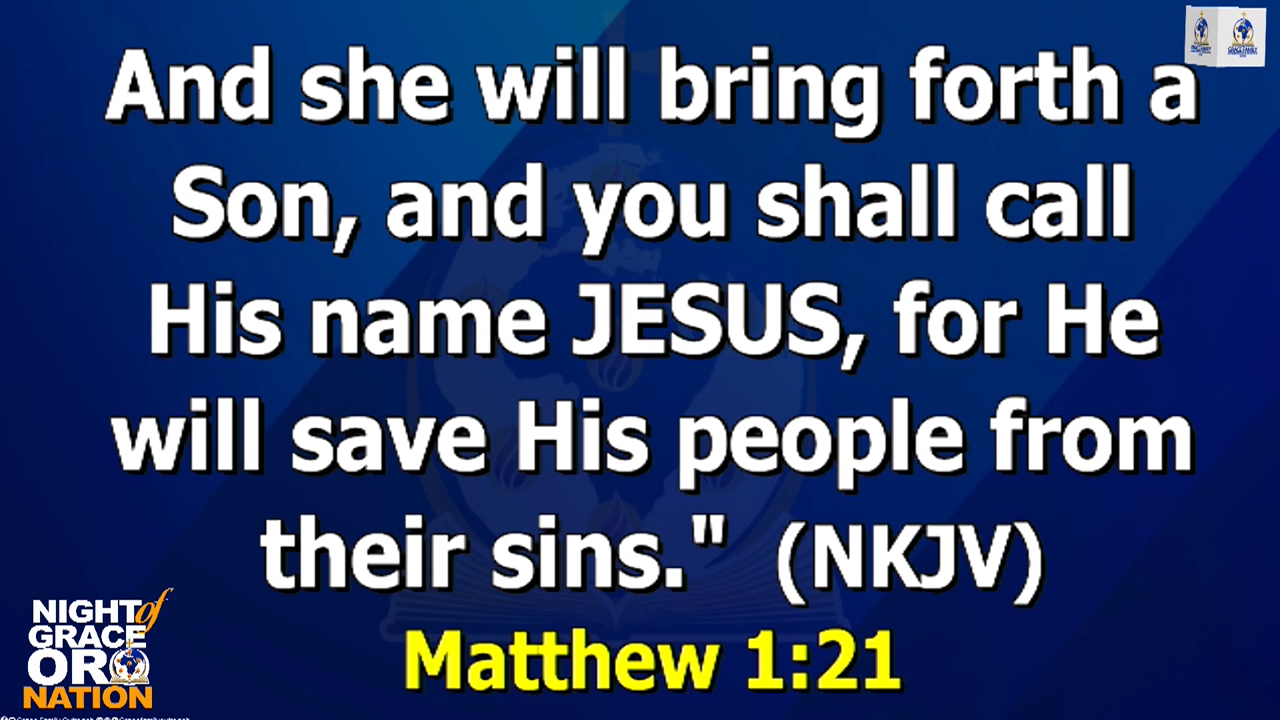 And she will bring forth a
Son, and you shall call
His name JESUS, for He
will save His people from
their sins." (NKJV)
Matthew 1:21
NIGHT of
GRACE
ORO
NATION